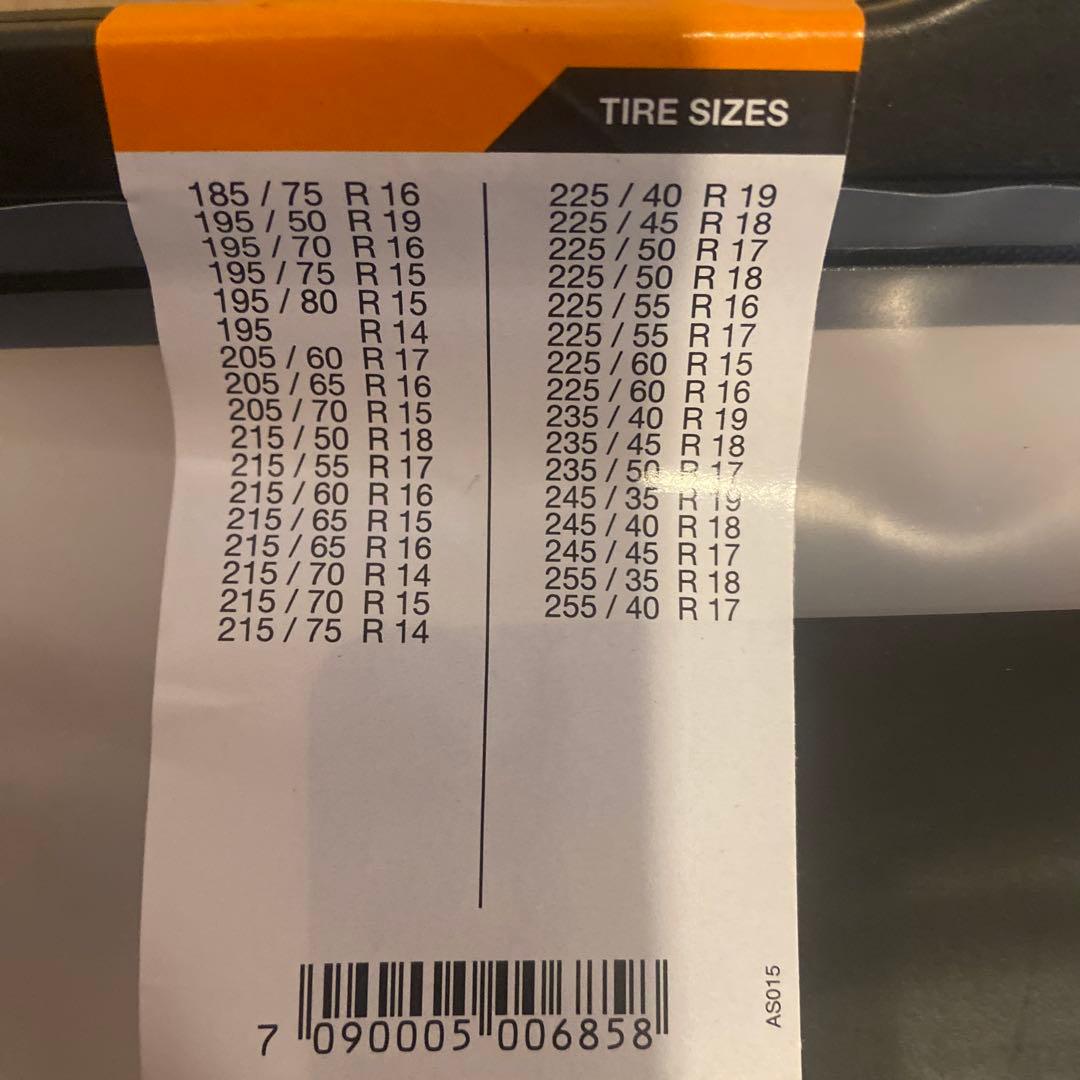 TIRE SIZES
185 / 75 R 16
195 / 50 R 19
195 / 70 R 16
195 / 75 R 15
195 / 80 R 15
195 R 14
205 / 60 R 17
205 / 65 R 16
205 / 70 R 15
215 / 50 R 18
215 / 55 R 17
215 / 60 R 16
215 / 65 R 15
215 / 65 R 16
215 / 70 R 14
215 / 70 R 15
215 / 75 R 14
225 / 40 R 19
225 / 45 R 18
225 / 50 R 17
225 / 50 R 18
225 / 55 R 16
225 / 55 R 17
225 / 60 R 15
225 / 60 R 16
235 / 40 R 19
235 / 45 R 18
235 / 50 R 17
245 / 35 R 19
245 / 40 R 18
245 / 45 R 17
255 / 35 R 18
255 / 40 R 17
7 090005 006858
AS015